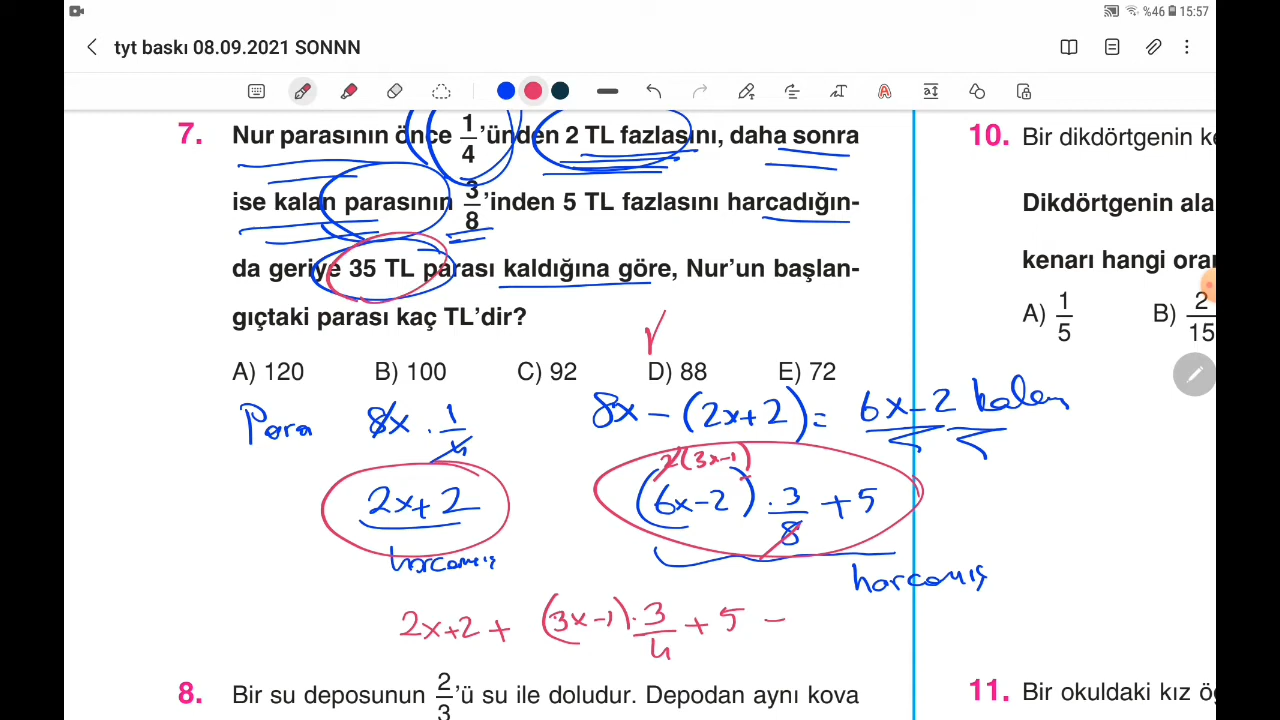 %46 15:57
tyt baskı 08.09.2021 SONNN
7. Nur parasının önce 1/4 'ünden 2 TL fazlasını, daha sonra
ise kalan parasının 3/8 'inden 5 TL fazlasını harcadığın-
da geriye 35 TL parası kaldığına göre, Nur'un başlan-
gıçtaki parası kaç TL'dir?
A) 120 B) 100 C) 92 D) 88 E) 72
Para 8x . 1/4
8x - (2x+2) = 6x-2 kalan
2x+2
harcamış
2(3x-1)
(6x-2) . 3/8 + 5
harcamış
2x+2 + (3x-1) . 3/4 + 5 -
8. Bir su deposunun 2/3 'ü su ile doludur. Depodan aynı kova
10. Bir dikdörtgenin ke
Dikdörtgenin ala
kenarı hangi orar
A) 1/5 B) 2/15
11. Bir okuldaki kız öğ